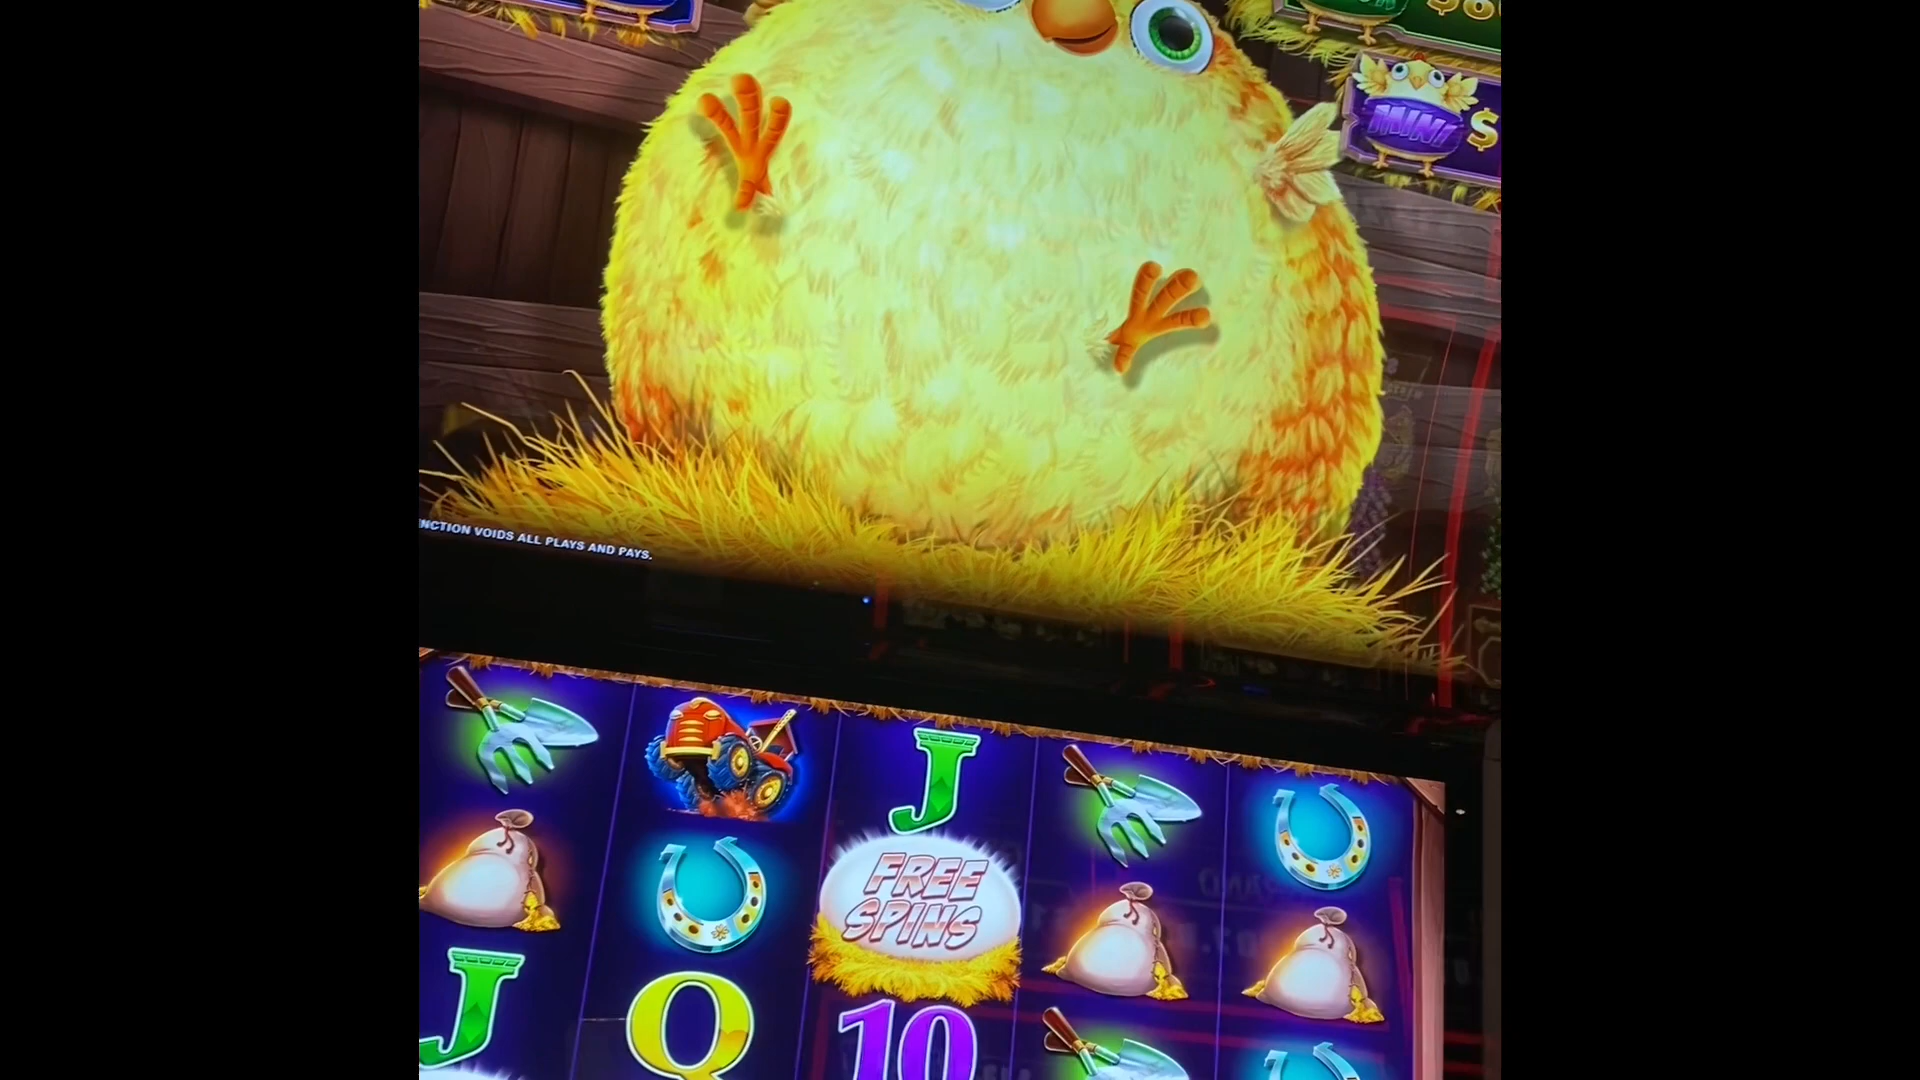 MINI $
NCTION VOIDS ALL PLAYS AND PAYS.
J
FREE
SPINS
J
Q
10